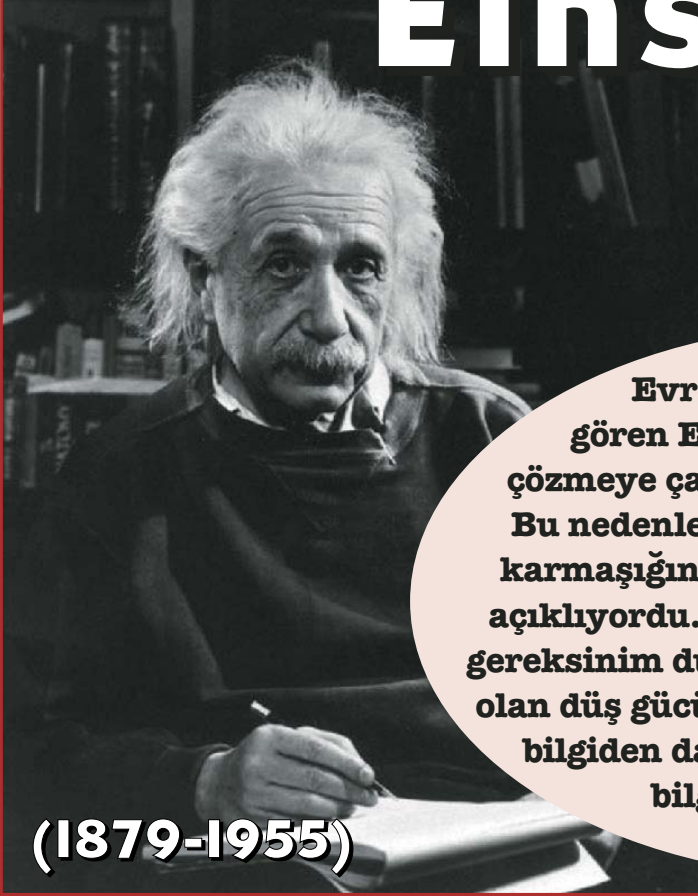 Eins
Evr
gören E
çözmeye ça
Bu nedenle
karmaşığın
açıklıyordu.
gereksinim du
olan düş gücü
bilgiden da
bilg
(1879-1955)